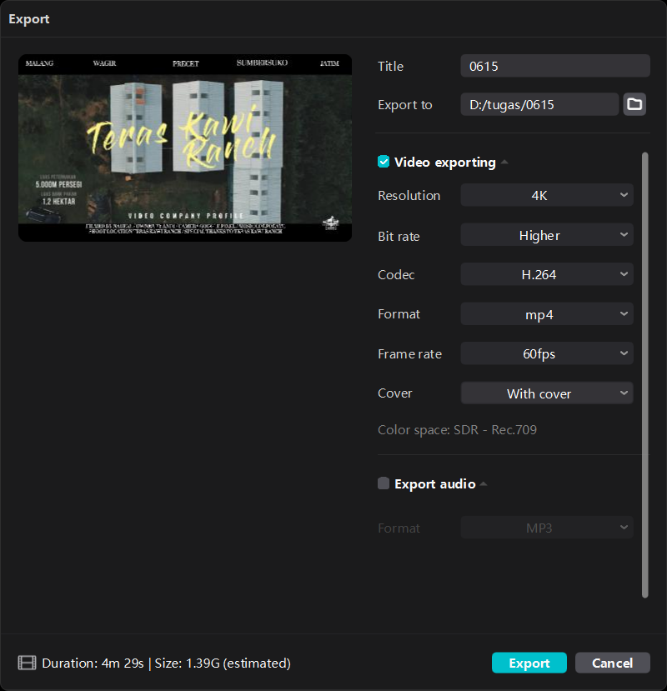 Export
MALANG WAGIR PRECET SUMBERSUKO JATIM
Teras Kawi
Ranch
LUAS PETERNAKAN
5.000M PERSEGI
1.2 HEKTAR
VIDEO COMPANY PROFILE
Title 0615
Export to D:/tugas/0615
Video exporting
Resolution 4K
Bit rate Higher
Codec H.264
Format mp4
Frame rate 60fps
Cover With cover
Color space: SDR - Rec.709
Export audio
Format MP3
Duration: 4m 29s | Size: 1.39G (estimated)
Export Cancel